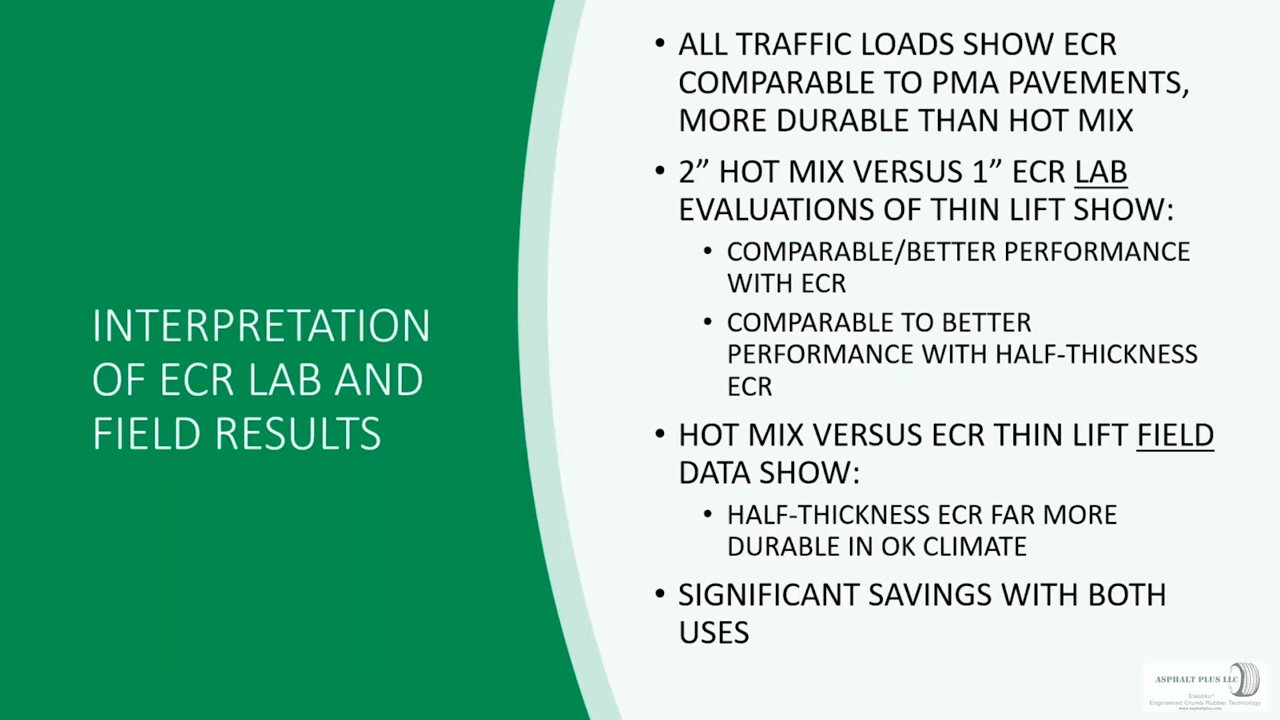 INTERPRETATION
OF ECR LAB AND
FIELD RESULTS
• ALL TRAFFIC LOADS SHOW ECR
COMPARABLE TO PMA PAVEMENTS,
MORE DURABLE THAN HOT MIX
• 2” HOT MIX VERSUS 1” ECR LAB
EVALUATIONS OF THIN LIFT SHOW:
• COMPARABLE/BETTER PERFORMANCE
WITH ECR
• COMPARABLE TO BETTER
PERFORMANCE WITH HALF-THICKNESS
ECR
• HOT MIX VERSUS ECR THIN LIFT FIELD
DATA SHOW:
• HALF-THICKNESS ECR FAR MORE
DURABLE IN OK CLIMATE
• SIGNIFICANT SAVINGS WITH BOTH
USES
ASPHALT PLUS LLC
Elastiko®
Engineered Crumb Rubber Technology
www.asphaltplus.com